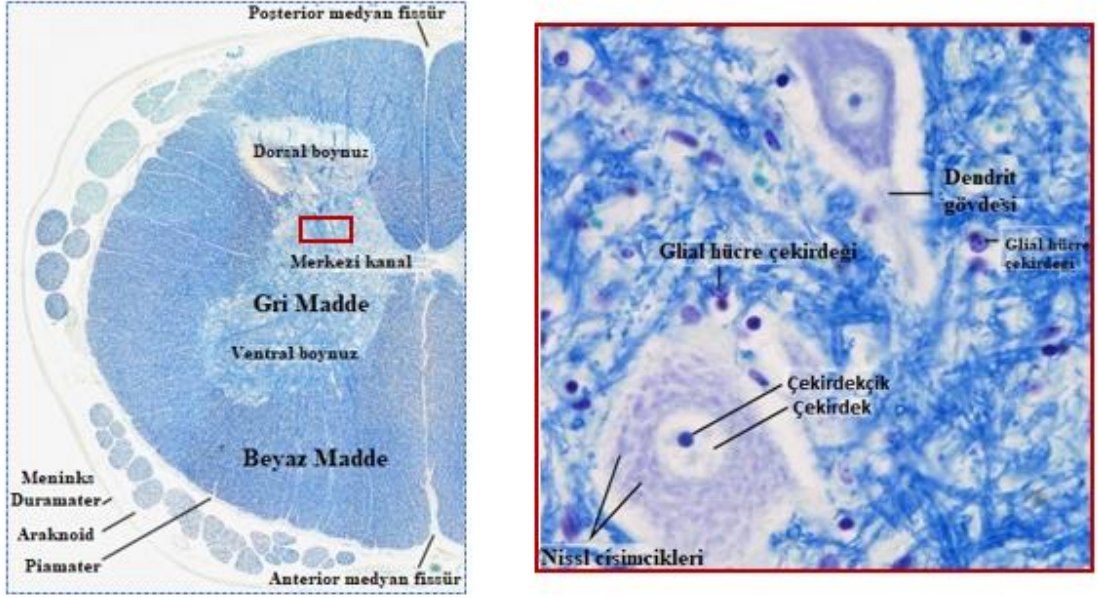 Posterior medyan fissür
Dorsal boynuz
Merkezi kanal
Gri Madde
Ventral boynuz
Beyaz Madde
Meninks
Duramater
Araknoid
Piamater
Anterior medyan fissür
Dendrit
gövdesi
Glial hücre çekirdeği
Glial hücre
çekirdeği
Çekirdekçik
Çekirdek
Nissl cisimcikleri